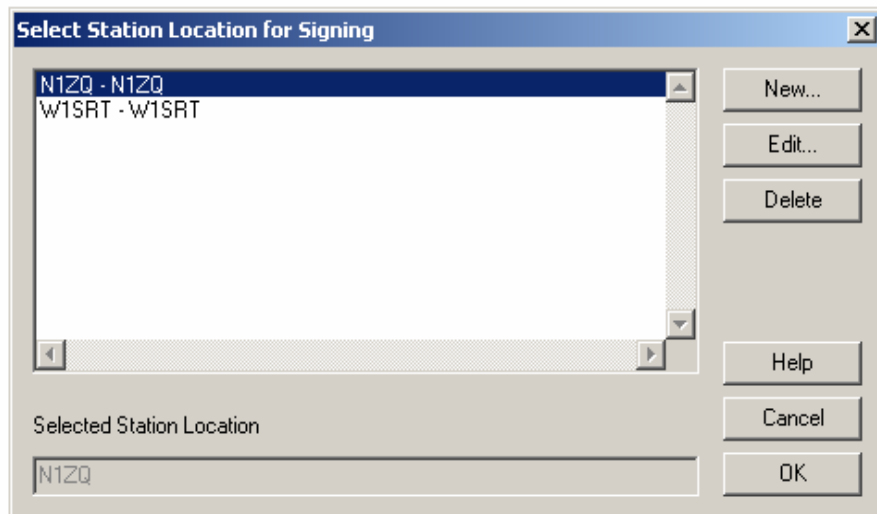 Select Station Location for Signing
N1ZQ - N1ZQ
W1SRT - W1SRT
New...
Edit...
Delete
Help
Cancel
OK
Selected Station Location
N1ZQ